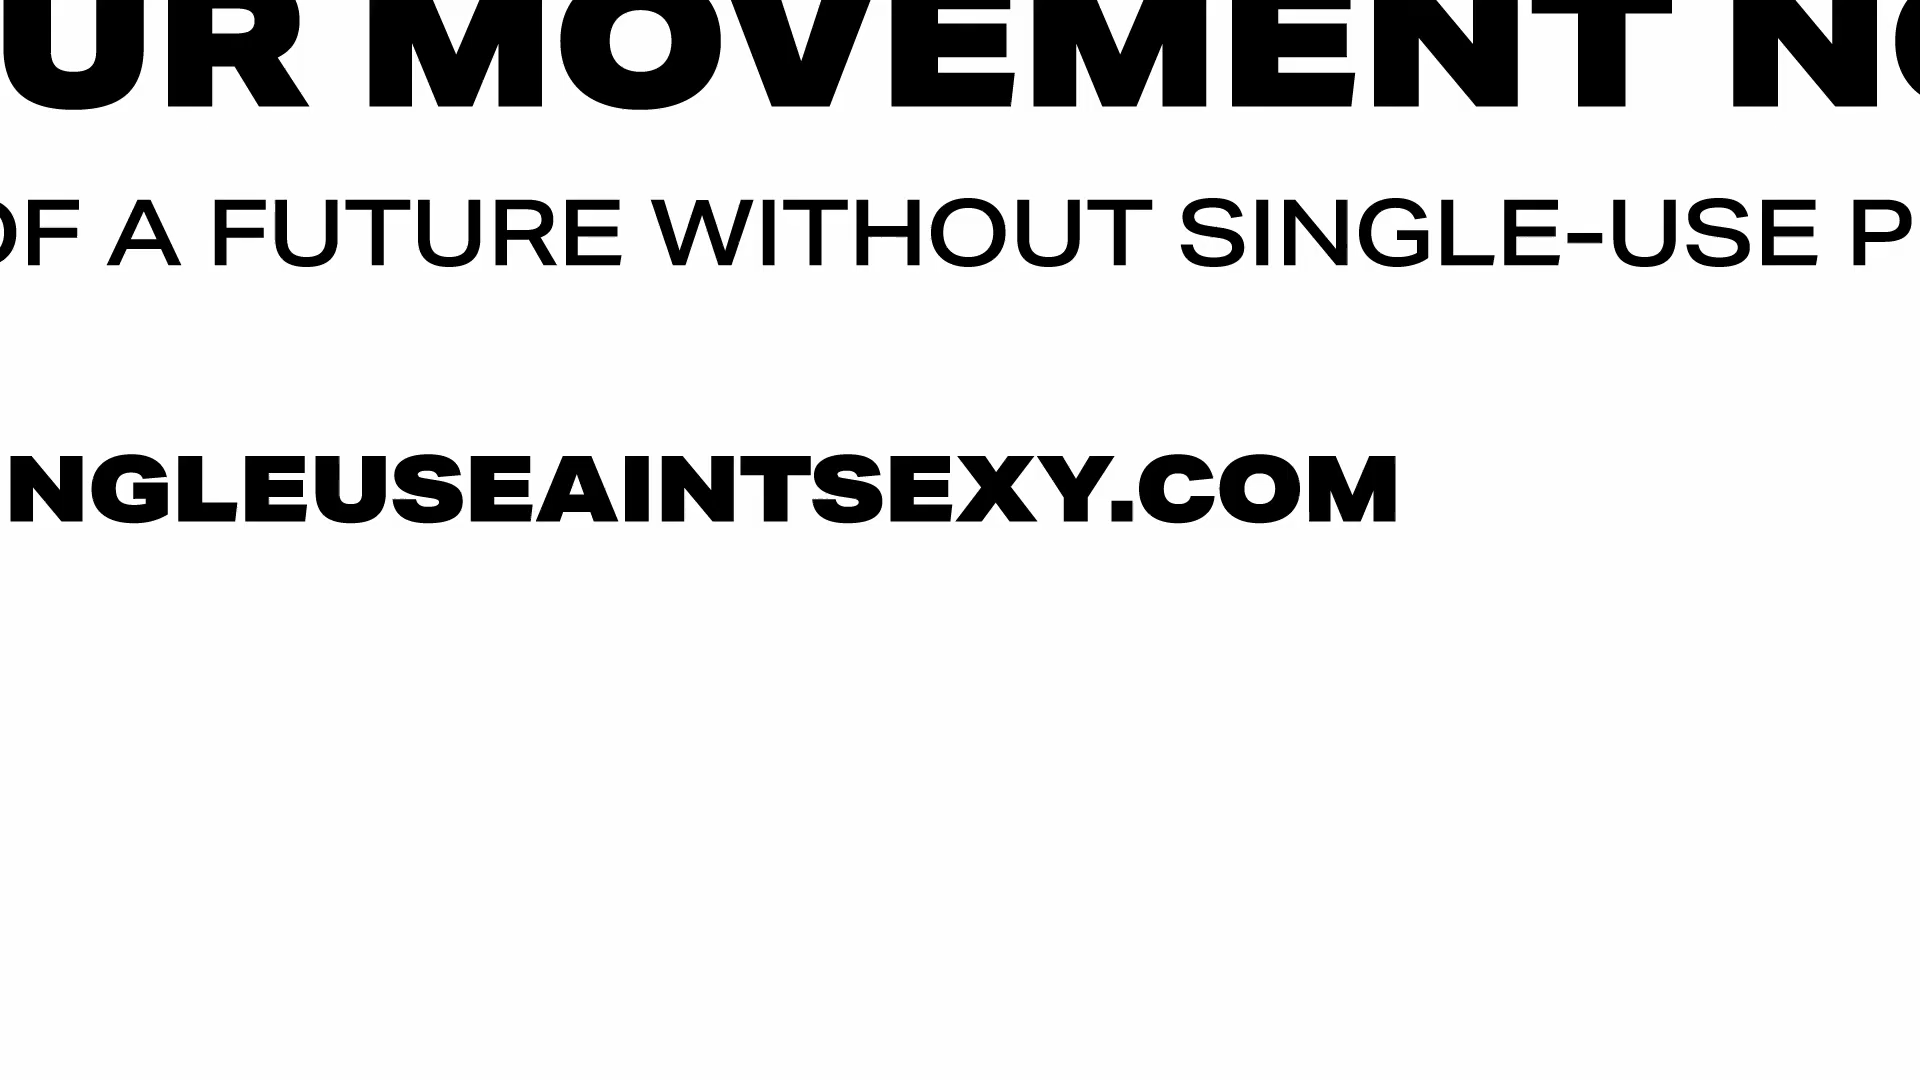 UR MOVEMENT N
OF A FUTURE WITHOUT SINGLE-USE P
NGLEUSEAINTSEXY.COM